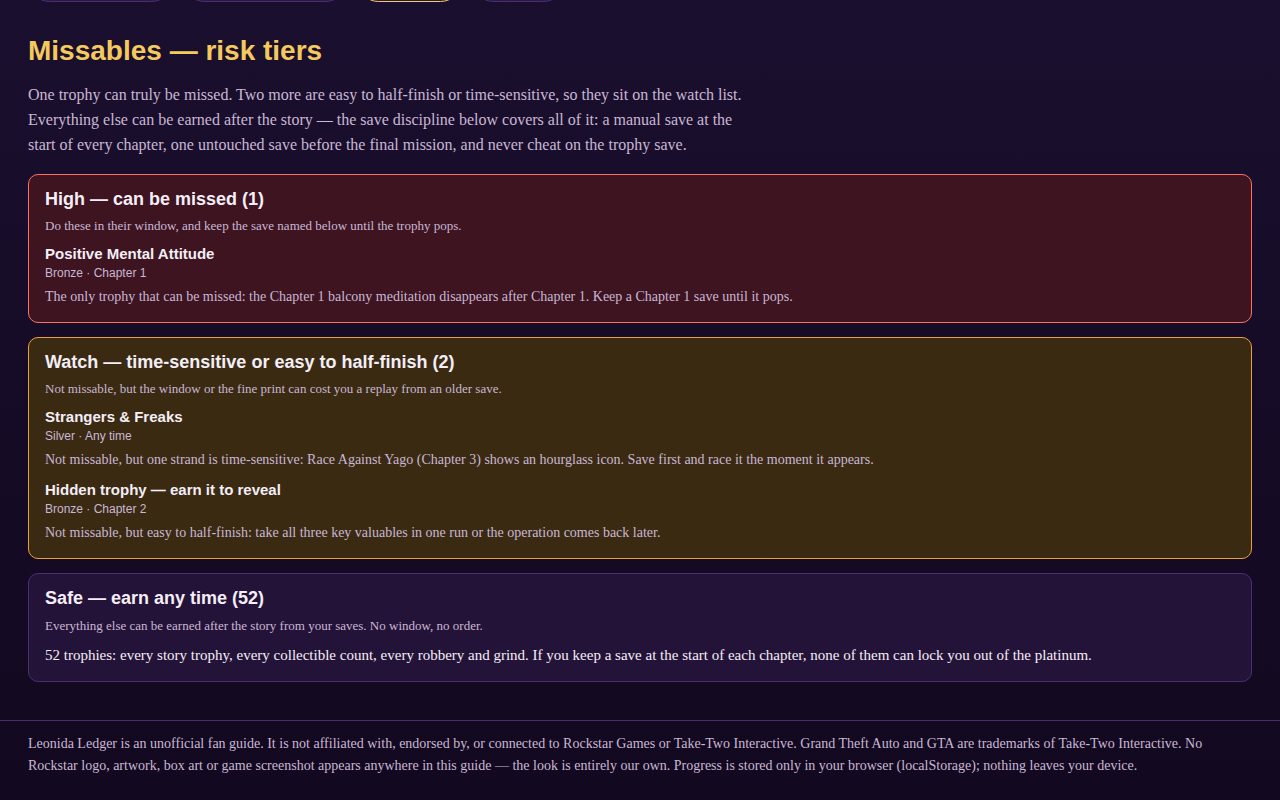 Missables — risk tiers
One trophy can truly be missed. Two more are easy to half-finish or time-sensitive, so they sit on the watch list.
Everything else can be earned after the story — the save discipline below covers all of it: a manual save at the
start of every chapter, one untouched save before the final mission, and never cheat on the trophy save.
High — can be missed (1)
Do these in their window, and keep the save named below until the trophy pops.
Positive Mental Attitude
Bronze · Chapter 1
The only trophy that can be missed: the Chapter 1 balcony meditation disappears after Chapter 1. Keep a Chapter 1 save until it pops.
Watch — time-sensitive or easy to half-finish (2)
Not missable, but the window or the fine print can cost you a replay from an older save.
Strangers & Freaks
Silver · Any time
Not missable, but one strand is time-sensitive: Race Against Yago (Chapter 3) shows an hourglass icon. Save first and race it the moment it appears.
Hidden trophy — earn it to reveal
Bronze · Chapter 2
Not missable, but easy to half-finish: take all three key valuables in one run or the operation comes back later.
Safe — earn any time (52)
Everything else can be earned after the story from your saves. No window, no order.
52 trophies: every story trophy, every collectible count, every robbery and grind. If you keep a save at the start of each chapter, none of them can lock you out of the platinum.
Leonida Ledger is an unofficial fan guide. It is not affiliated with, endorsed by, or connected to Rockstar Games or Take-Two Interactive. Grand Theft Auto and GTA are trademarks of Take-Two Interactive. No
Rockstar logo, artwork, box art or game screenshot appears anywhere in this guide — the look is entirely our own. Progress is stored only in your browser (localStorage); nothing leaves your device.